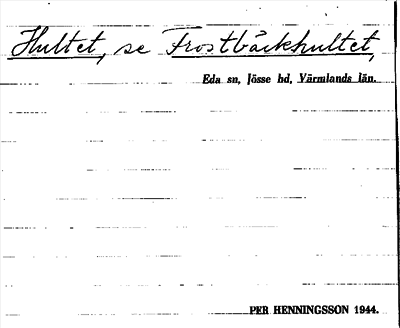 Hultet, se Frostbäckhultet,
Eda sn, Jösse hd, Värmlands län.
PER HENNINGSSON 1944.